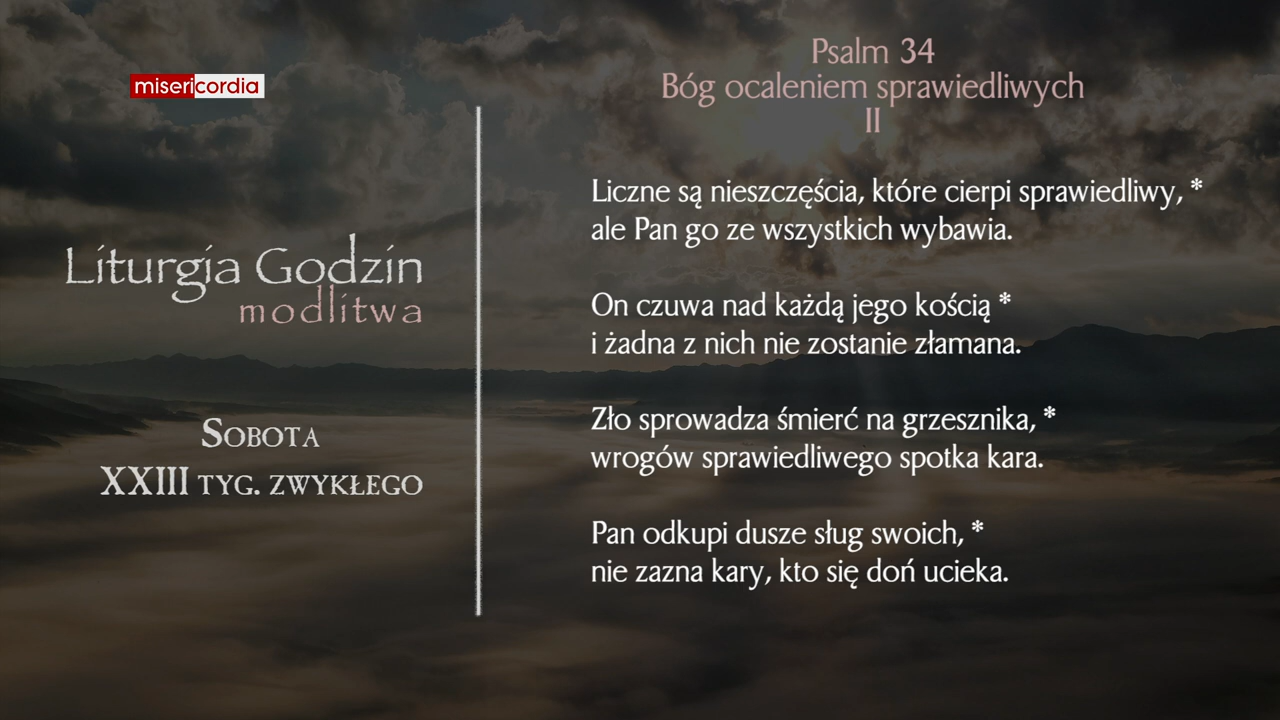 misericordia
Liturgia Godzin
modlitwa
Sobota
XXIII tyg. zwykłego
Psalm 34
Bóg ocaleniem sprawiedliwych
II
Liczne są nieszczęścia, które cierpi sprawiedliwy, *
ale Pan go ze wszystkich wybawia.
On czuwa nad każdą jego kością *
i żadna z nich nie zostanie złamana.
Zło sprowadza śmierć na grzesznika, *
wrogów sprawiedliwego spotka kara.
Pan odkupi dusze sług swoich, *
nie zazna kary, kto się doń ucieka.